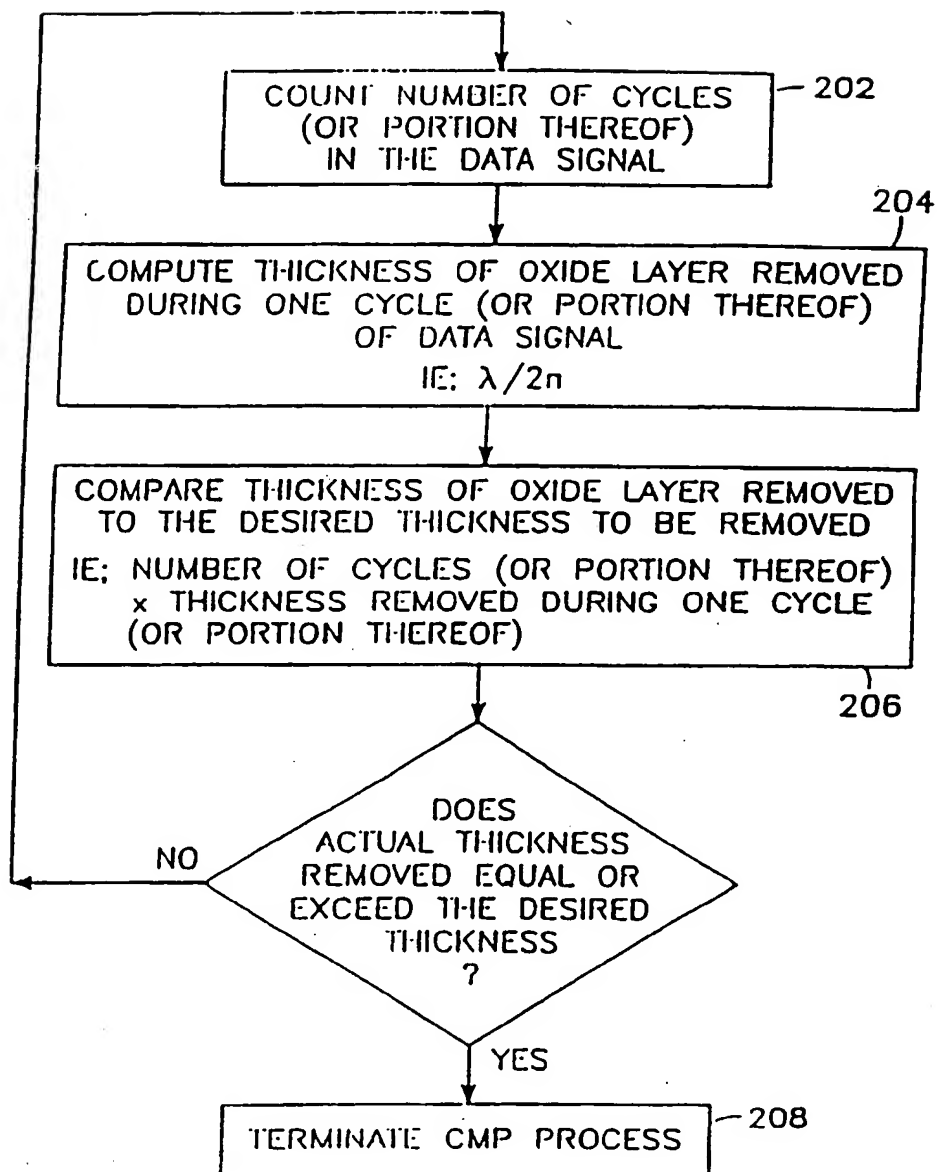 COUNT NUMBER OF CYCLES
(OR PORTION THEREOF)
IN THE DATA SIGNAL
202
204
COMPUTE THICKNESS OF OXIDE LAYER REMOVED
DURING ONE CYCLE (OR PORTION THEREOF)
OF DATA SIGNAL
IE: λ/2n
COMPARE THICKNESS OF OXIDE LAYER REMOVED
TO THE DESIRED THICKNESS TO BE REMOVED
IE; NUMBER OF CYCLES (OR PORTION THEREOF)
x THICKNESS REMOVED DURING ONE CYCLE
(OR PORTION THEREOF)
206
DOES
ACTUAL THICKNESS
REMOVED EQUAL OR
EXCEED THE DESIRED
THICKNESS
?
NO
YES
TERMINATE CMP PROCESS
208